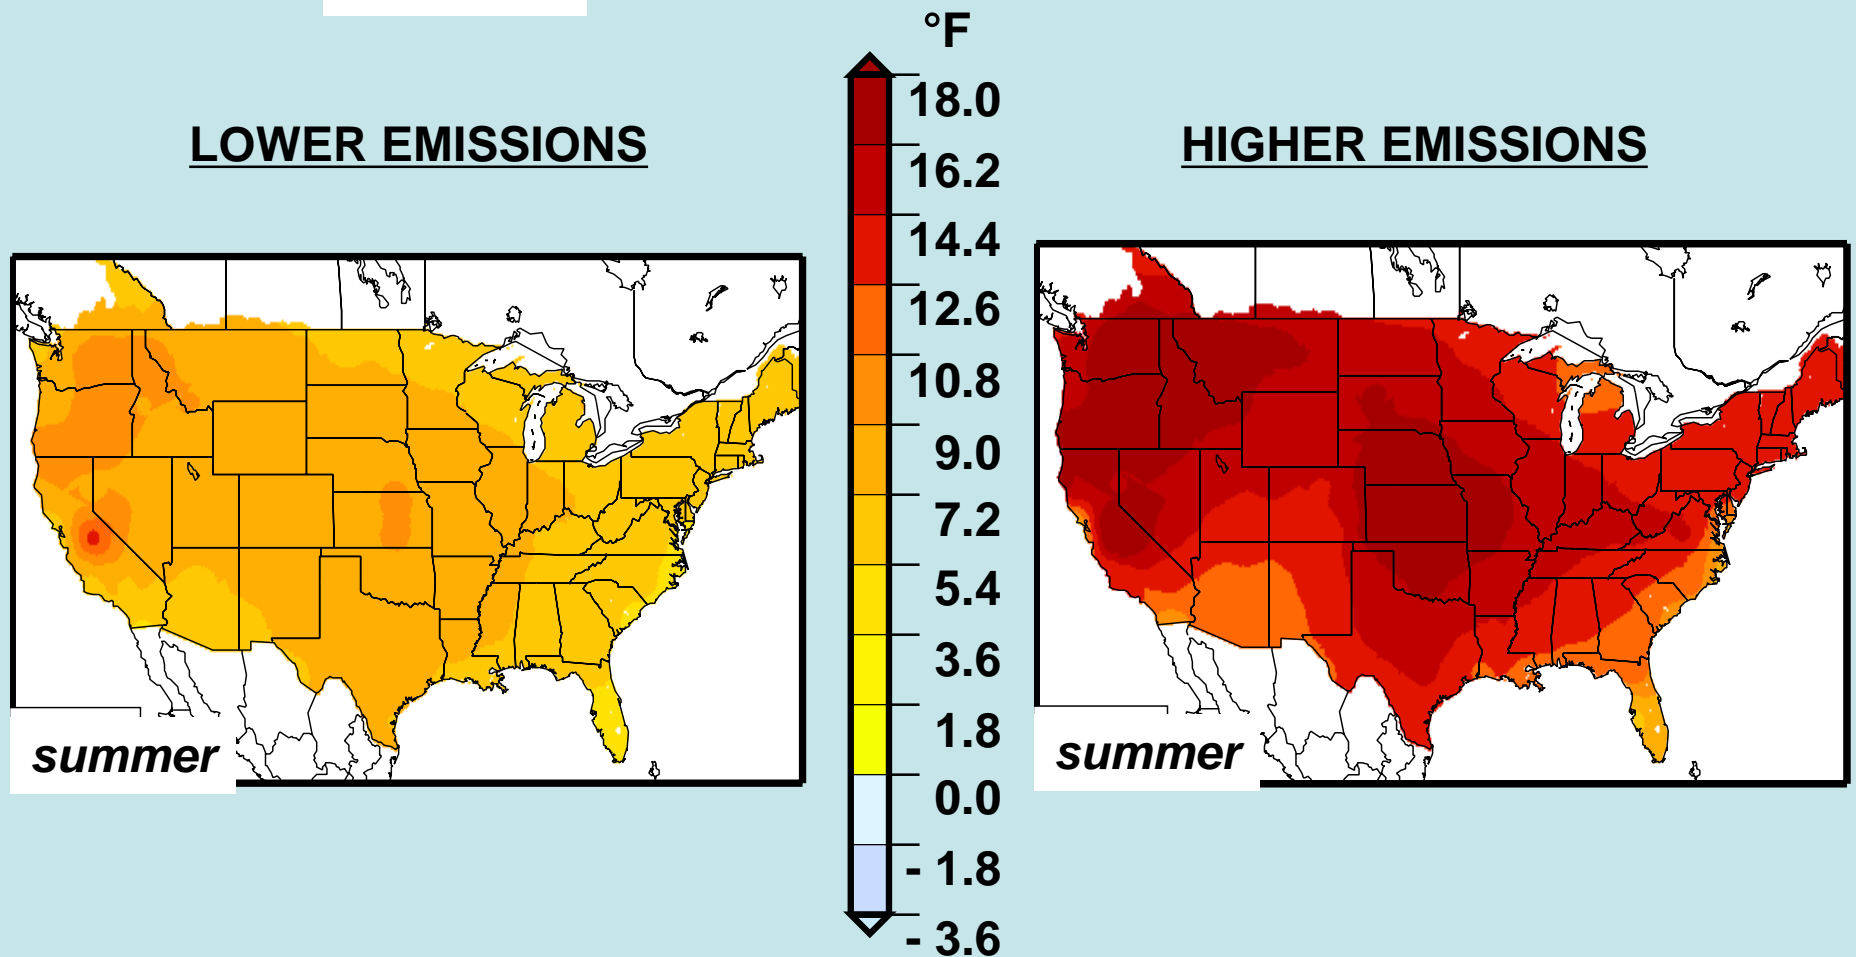 °F
LOWER EMISSIONS
HIGHER EMISSIONS
18.0
16.2
14.4
12.6
10.8
9.0
7.2
5.4
3.6
1.8
0.0
- 1.8
- 3.6
summer
summer